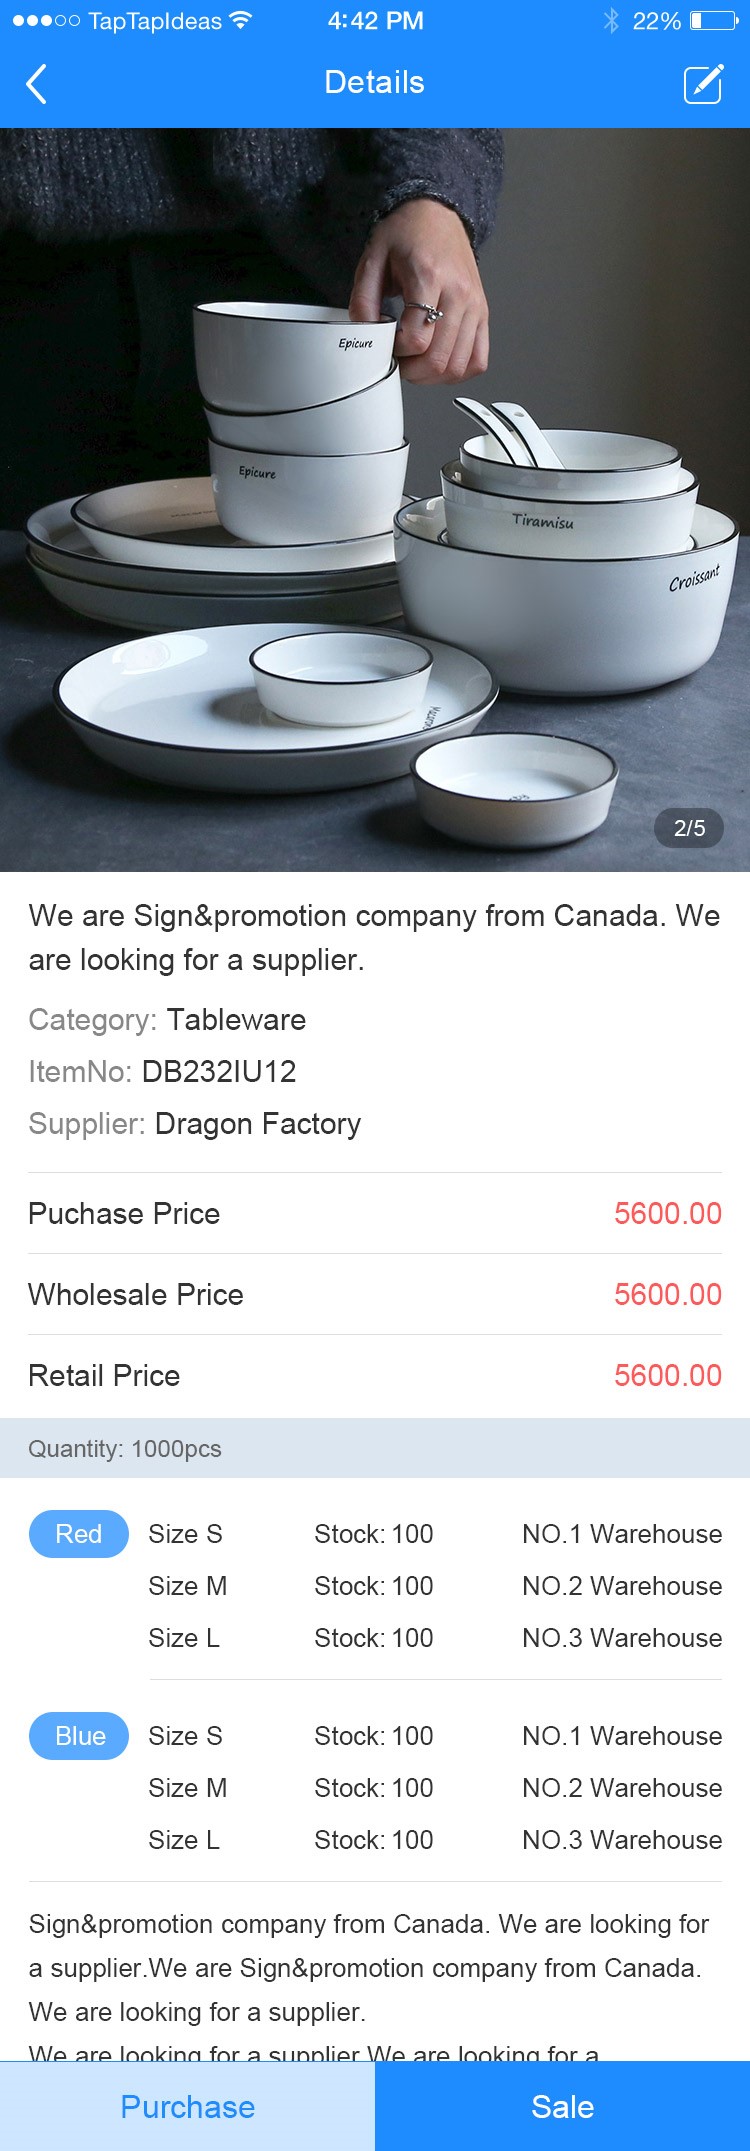 TapTapIdeas 4:42 PM 22%
Details
Epicure
Epicure
Tiramisu
Croissant
2/5
We are Sign&promotion company from Canada. We
are looking for a supplier.
Category: Tableware
ItemNo: DB232IU12
Supplier: Dragon Factory
Puchase Price 5600.00
Wholesale Price 5600.00
Retail Price 5600.00
Quantity: 1000pcs
Red Size S Stock: 100 NO.1 Warehouse
Size M Stock: 100 NO.2 Warehouse
Size L Stock: 100 NO.3 Warehouse
Blue Size S Stock: 100 NO.1 Warehouse
Size M Stock: 100 NO.2 Warehouse
Size L Stock: 100 NO.3 Warehouse
Sign&promotion company from Canada. We are looking for
a supplier.We are Sign&promotion company from Canada.
We are looking for a supplier.
We are looking for a supplier.We are looking for a
Purchase Sale